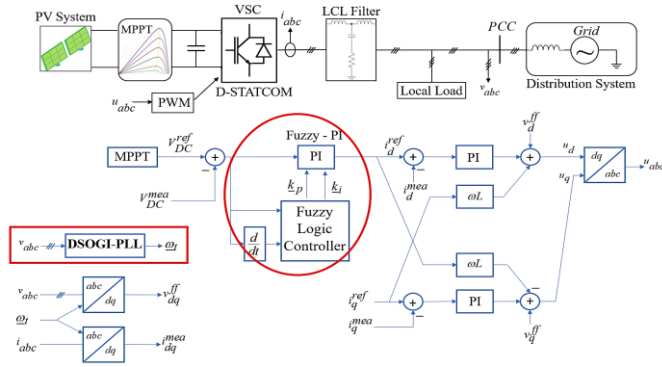 PV System
MPPT
VSC
i_abc
LCL Filter
PCC
Grid
D-STATCOM
u_abc
PWM
Local Load
v_abc
Distribution System
MPPT
V_DC^ref
+
−
V_DC^mea
Fuzzy - PI
PI
k_p
k_i
Fuzzy
Logic
Controller
d
dt
i_d^ref
+
−
i_d^mea
PI
v_d^ff
+
u_d
u_q
dq
abc
u_abc
ωL
ωL
i_q^ref
+
−
i_q^mea
PI
−
+
v_q^ff
v_abc
DSOGI-PLL
ωt
v_abc
abc
dq
v_dq^ff
ωt
i_abc
abc
dq
i_dq^mea